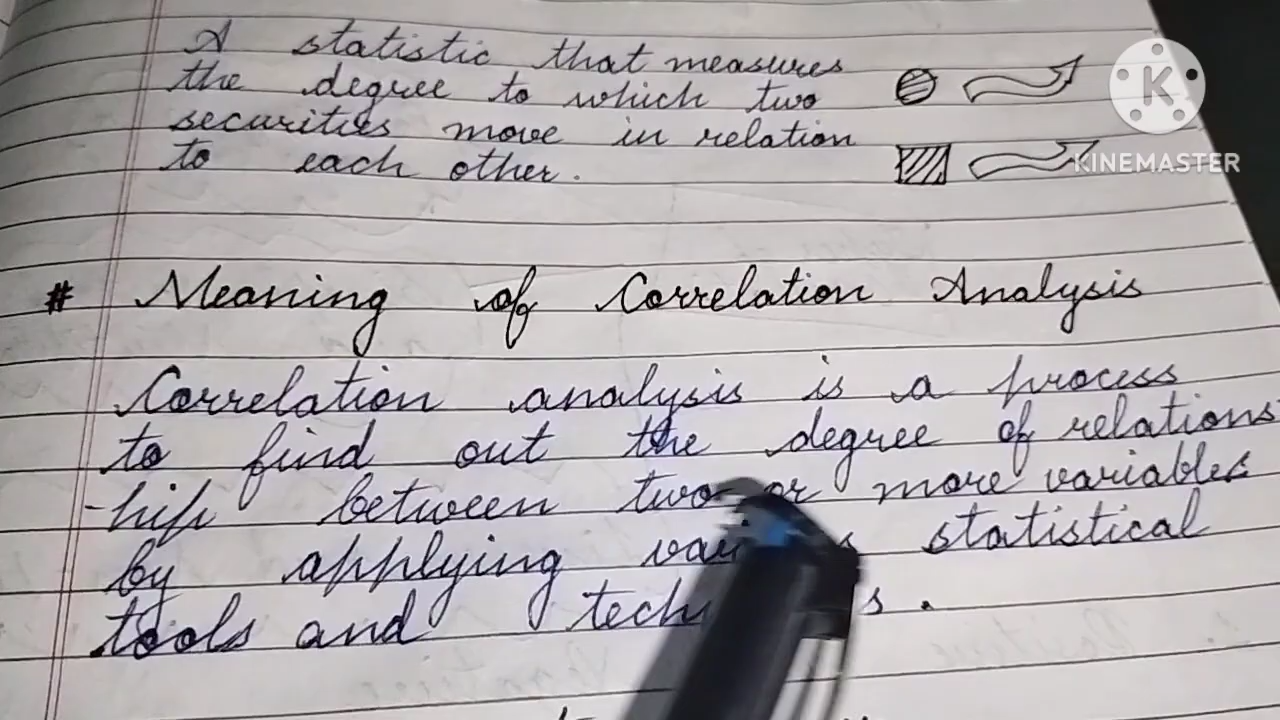 A statistic that measures
the degree to which two
securities move in relation
to each other.
K
KINEMASTER
# Meaning of Correlation Analysis
Correlation analysis is a process
to find out the degree of relations
-hip between two or more variables
by applying statistical
tools and